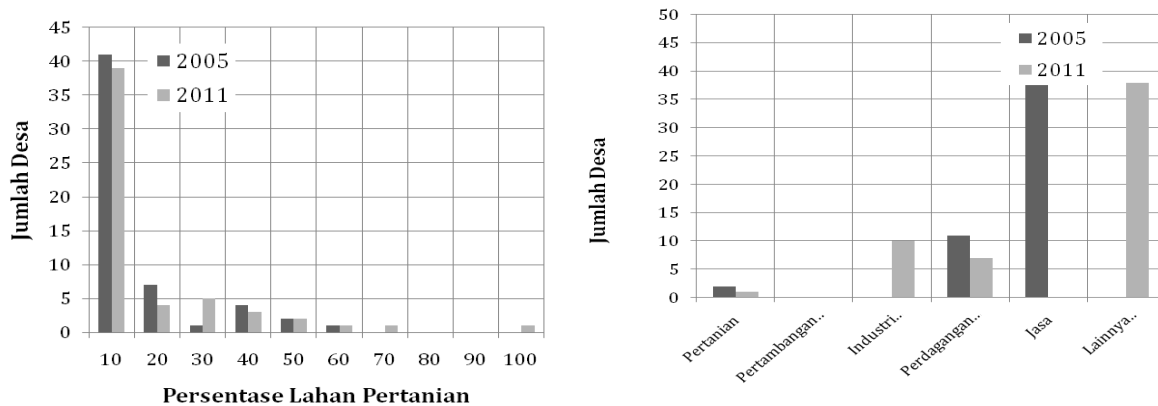 45
40
35
30
25
20
15
10
5
0
Jumlah Desa
2005
2011
10 20 30 40 50 60 70 80 90 100
Persentase Lahan Pertanian
50
45
40
35
30
25
20
15
10
5
0
Jumlah Desa
2005
2011
Pertanian
Pertambangan..
Industri..
Perdagangan..
Jasa
Lainnya..